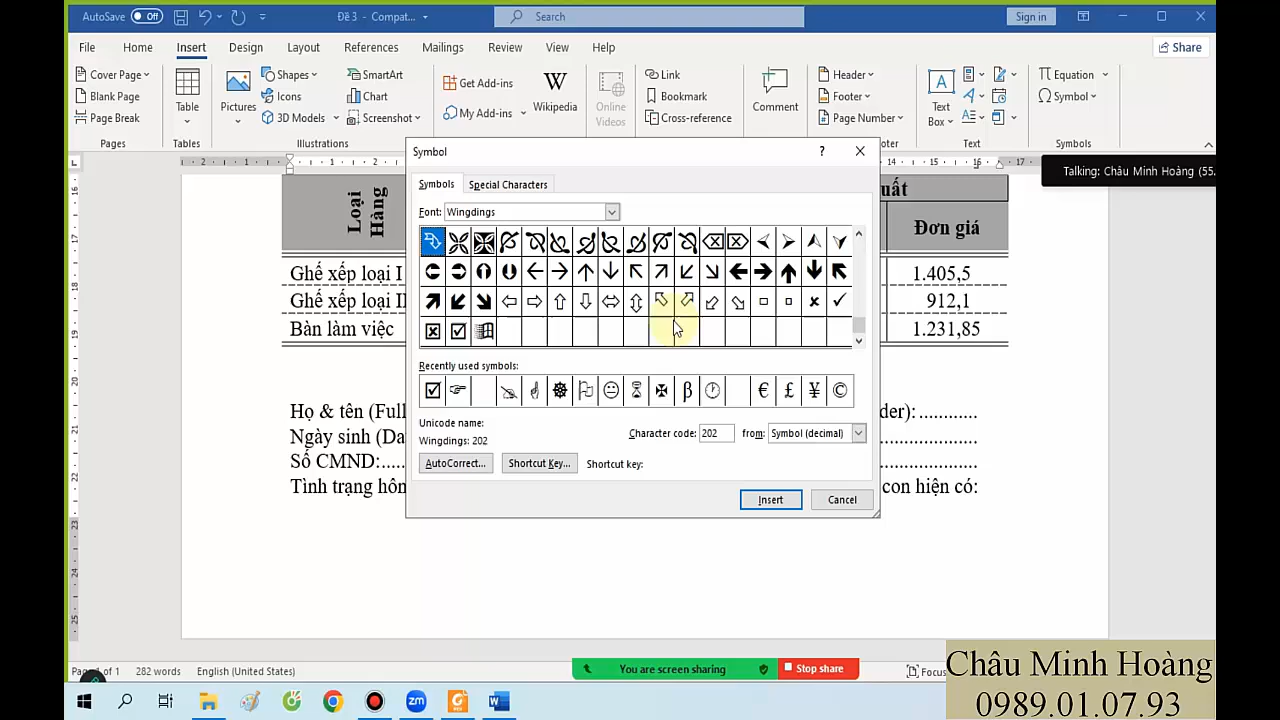 AutoSave Off Đề 3 - Compat... Search Sign in
File Home Insert Design Layout References Mailings Review View Help Share
Cover Page Shapes SmartArt Link Header Equation
Get Add-ins
Blank Page Table Pictures Icons Chart Wikipedia Online Videos Bookmark Comment Footer Text Box Symbol
My Add-ins
Page Break 3D Models Screenshot Cross-reference Page Number
Pages Illustrations Text Symbols
Symbol ? ×
Talking: Châu Minh Hoàng (55.
Symbols Special Characters
Font: Wingdings
Loại Hàng
uất
Đơn giá
Ghế xếp loại I 1.405,5
Ghế xếp loại I 912,1
Bàn làm việc 1.231,85
Recently used symbols:
β € £ ¥ ©
Unicode name:
Wingdings: 202
Character code: 202 from: Symbol (decimal)
AutoCorrect... Shortcut Key... Shortcut key:
Insert Cancel
Họ & tên (Ful der): ............
Ngày sinh (Da
Số CMND:....
Tình trạng hôn con hiện có:
Page 1 of 1 282 words English (United States) You are screen sharing Stop share Focus
Châu Minh Hoàng
0989.01.07.93